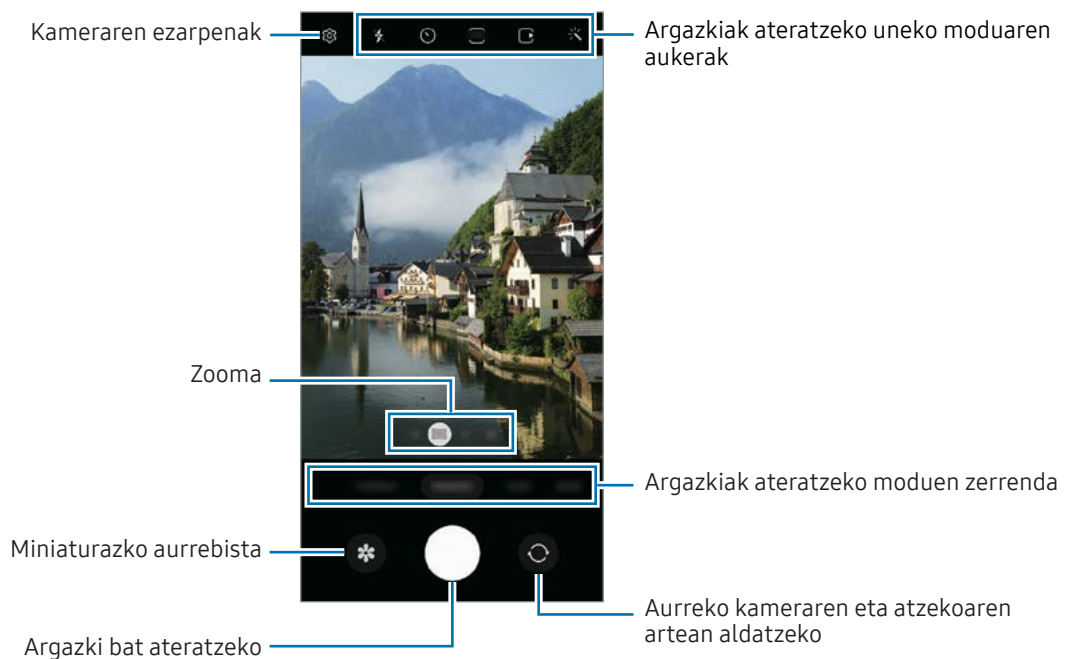 Kameraren ezarpenak
Argazkiak ateratzeko uneko moduaren
aukerak
Zooma
Argazkiak ateratzeko moduen zerrenda
Miniaturazko aurrebista
Aurreko kameraren eta atzekoaren
artean aldatzeko
Argazki bat ateratzeko